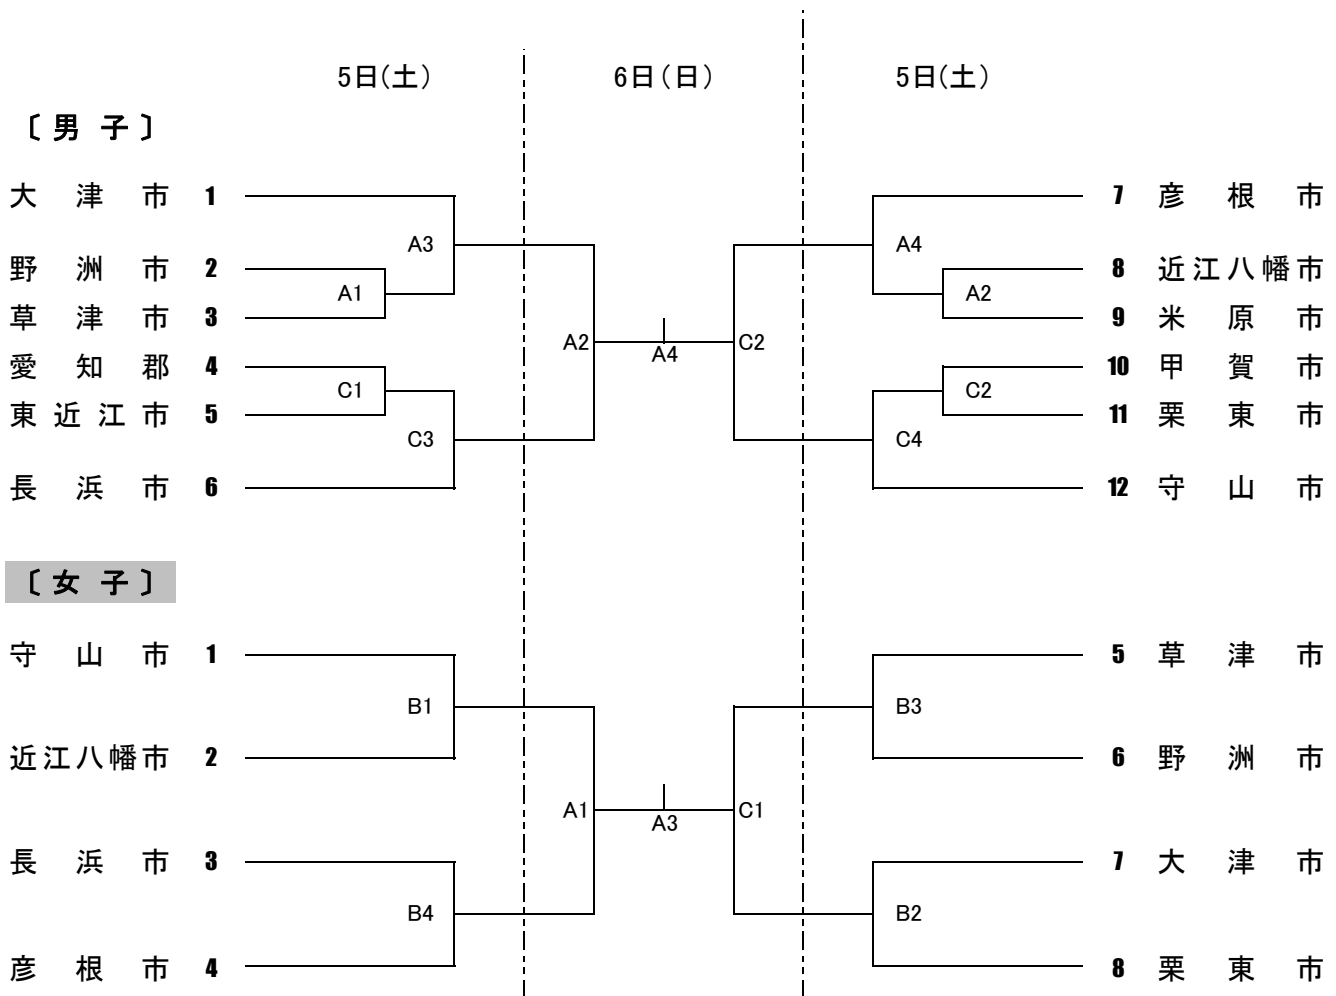 5日(土) 6日(日) 5日(土)
〔男 子〕
大津市 1 7 彦根市
A3 A4
野洲市 2 8 近江八幡市
A1 A2
草津市 3 9 米原市
A2 A4 C2
愛知郡 4 10 甲賀市
C1 C2
東近江市 5 11 栗東市
C3 C4
長浜市 6 12 守山市
〔女 子〕
守山市 1 5 草津市
B1 B3
近江八幡市 2 6 野洲市
A1 A3 C1
長浜市 3 7 大津市
B4 B2
彦根市 4 8 栗東市